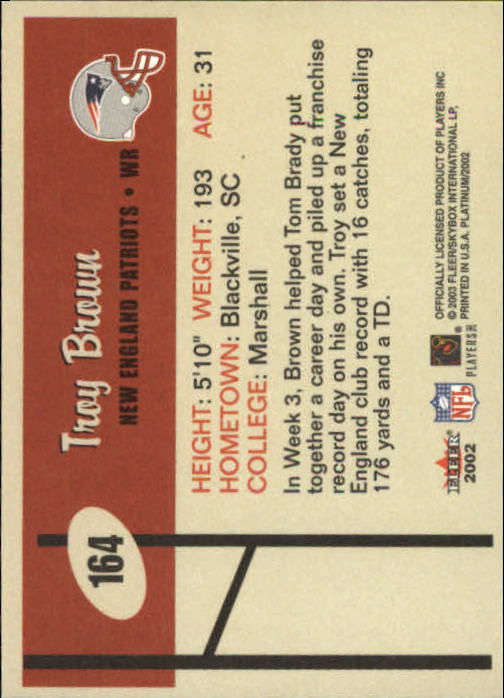 164
Troy Brown
NEW ENGLAND PATRIOTS • WR
HEIGHT: 5'10" WEIGHT: 193 AGE: 31
HOMETOWN: Blackville, SC
COLLEGE: Marshall
In Week 3, Brown helped Tom Brady put
together a career day and piled up a franchise
record day on his own. Troy set a New
England club record with 16 catches, totaling
176 yards and a TD.
FLEER
2002
NFL
PLAYERS INC
OFFICIALLY LICENSED PRODUCT OF PLAYERS INC
© 2003 FLEER/SKYBOX INTERNATIONAL LP,
PRINTED IN U.S.A. PLATINUM/2002